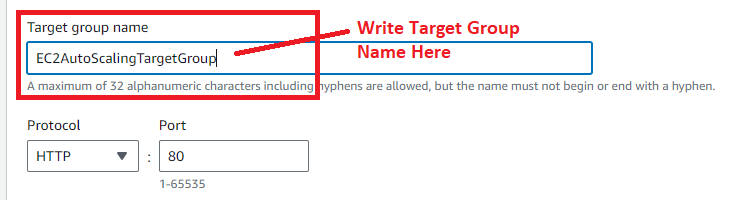 Target group name
Write Target Group
Name Here
EC2AutoScalingTargetGroup
A maximum of 32 alphanumeric characters including hyphens are allowed, but the name must not begin or end with a hyphen.
Protocol
Port
HTTP
:
80
1-65535